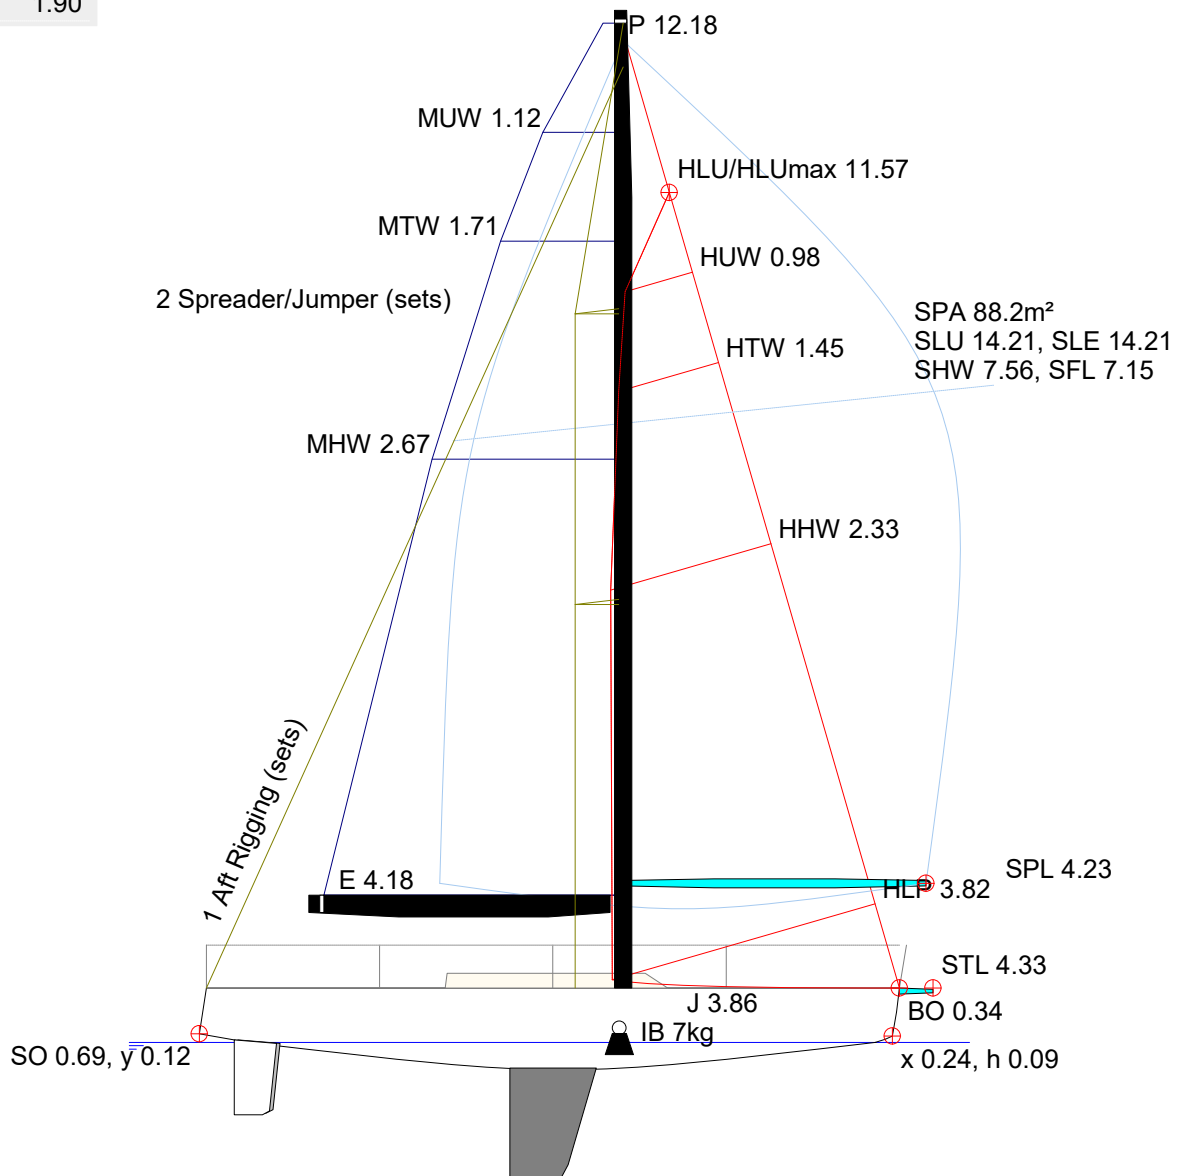 1.90
P 12.18
MUW 1.12
HLU/HLUmax 11.57
MTW 1.71
HUW 0.98
2 Spreader/Jumper (sets)
SPA 88.2m²
SLU 14.21, SLE 14.21
SHW 7.56, SFL 7.15
HTW 1.45
MHW 2.67
HHW 2.33
1 Aft Rigging (sets)
E 4.18
SPL 4.23
HLP 3.82
STL 4.33
J 3.86
BO 0.34
IB 7kg
SO 0.69, y 0.12
x 0.24, h 0.09